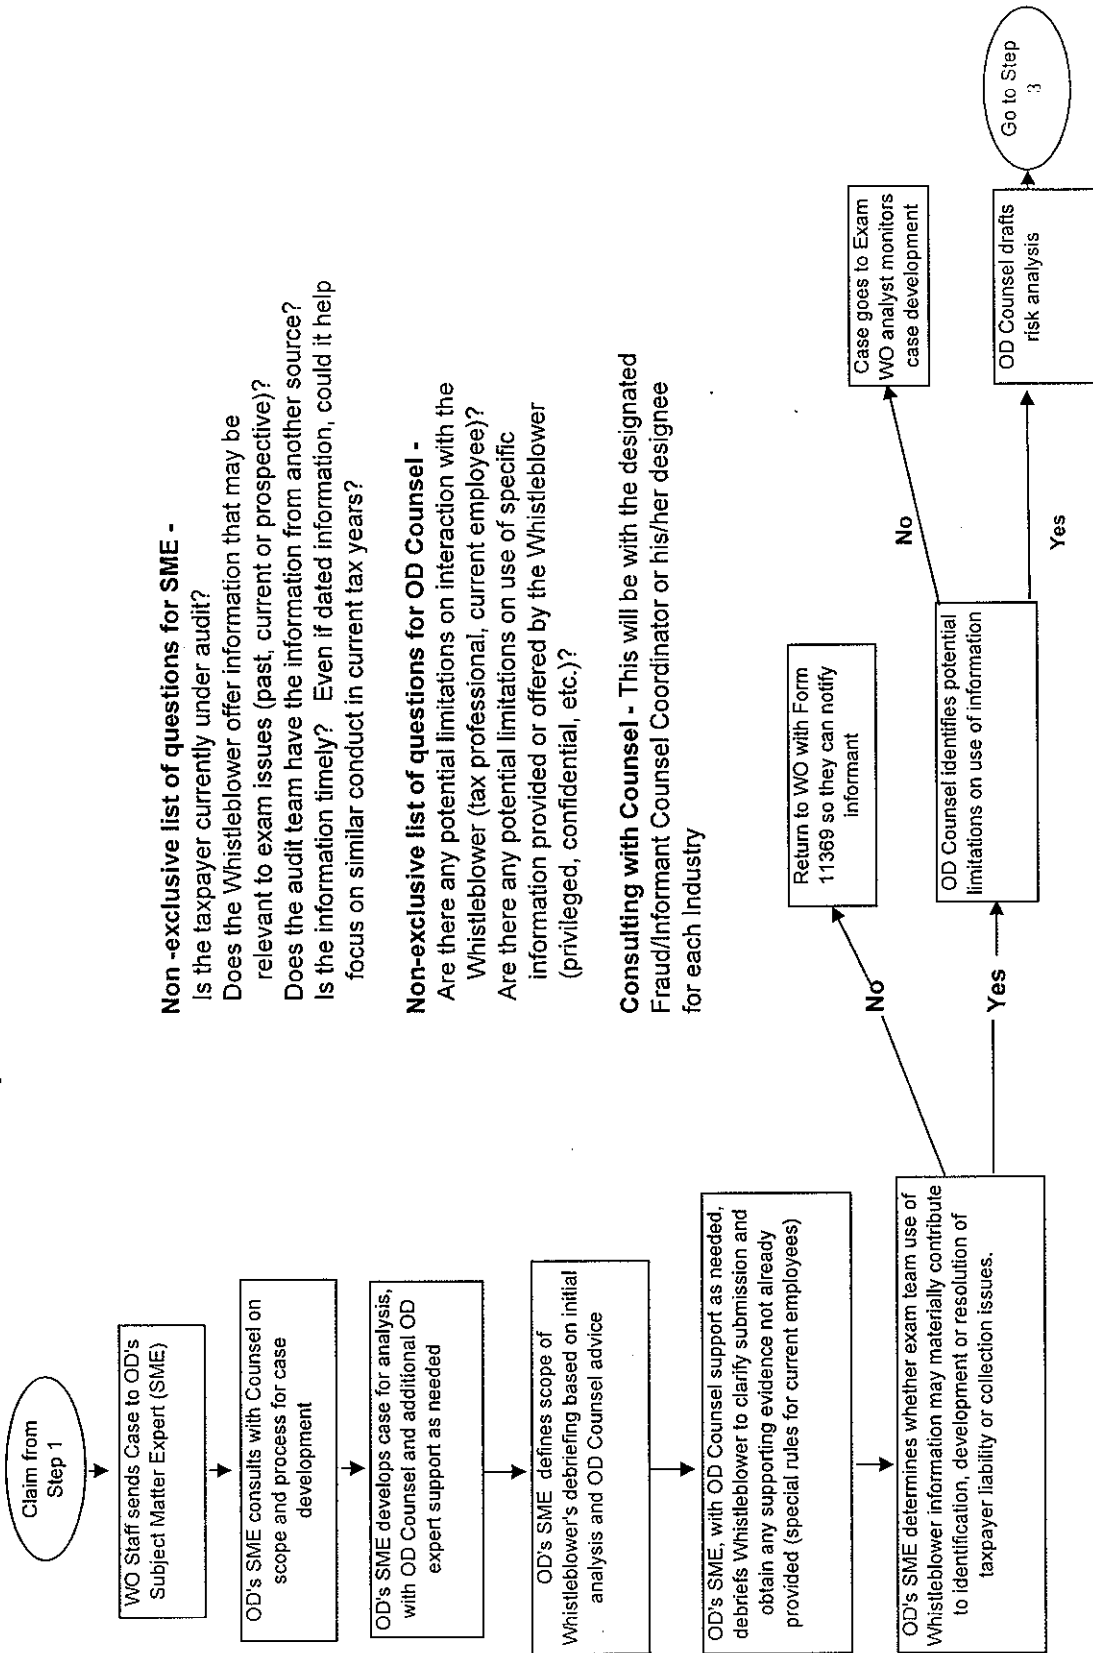 Claim from
Step 1
WO Staff sends Case to OD's
Subject Matter Expert (SME)
OD's SME consults with Counsel on
scope and process for case
development
OD's SME develops case for analysis,
with OD Counsel and additional OD
expert support as needed
OD's SME defines scope of
Whistleblower's debriefing based on initial
analysis and OD Counsel advice
OD's SME, with OD Counsel support as needed,
debriefs Whistleblower to clarify submission and
obtain any supporting evidence not already
provided (special rules for current employees)
OD's SME determines whether exam team use of
Whistleblower information may materially contribute
to identification, development or resolution of
taxpayer liability or collection issues.
Non -exclusive list of questions for SME -
Is the taxpayer currently under audit?
Does the Whistleblower offer information that may be
relevant to exam issues (past, current or prospective)?
Does the audit team have the information from another source?
Is the information timely? Even if dated information, could it help
focus on similar conduct in current tax years?
Non-exclusive list of questions for OD Counsel -
Are there any potential limitations on interaction with the
Whistleblower (tax professional, current employee)?
Are there any potential limitations on use of specific
information provided or offered by the Whistleblower
(privileged, confidential, etc.)?
Consulting with Counsel - This will be with the designated
Fraud/Informant Counsel Coordinator or his/her designee
for each Industry
No
Return to WO with Form
11369 so they can notify
informant
Yes
OD Counsel identifies potential
limitations on use of information
No
Case goes to Exam
WO analyst monitors
case development
Yes
OD Counsel drafts
risk analysis
Go to Step
3